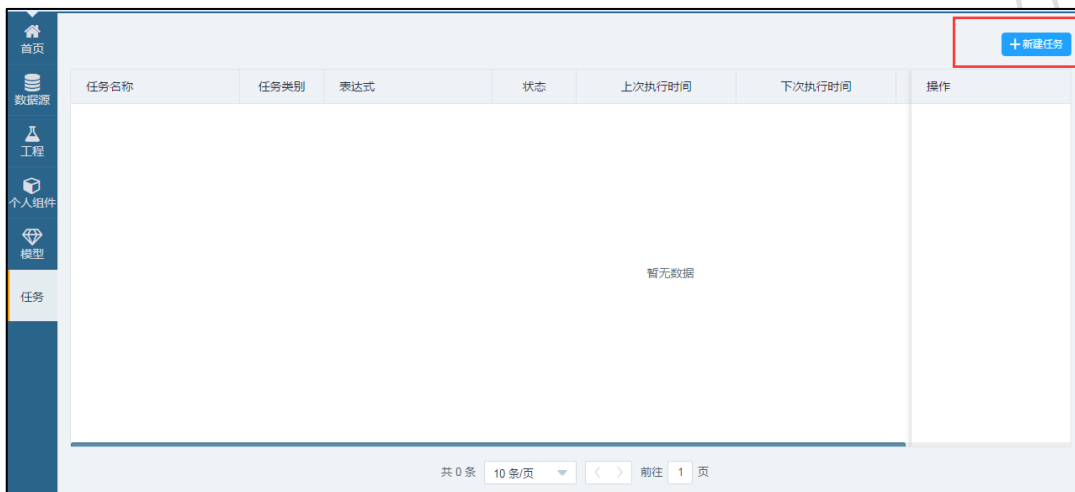 首页
数据源
工程
个人组件
模型
任务
新建任务
任务名称 任务类别 表达式 状态 上次执行时间 下次执行时间 操作
暂无数据
共 0 条 10 条/页 前往 1 页